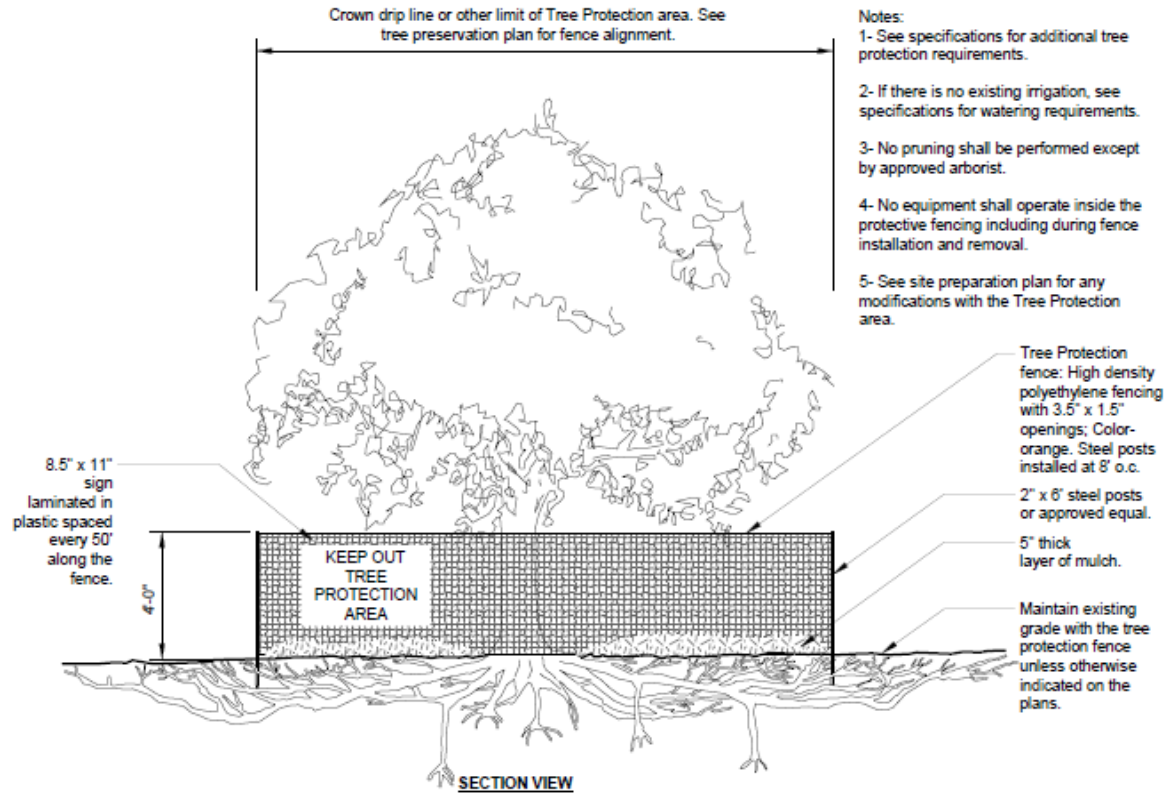 Crown drip line or other limit of Tree Protection area. See
tree preservation plan for fence alignment.
Notes:
1- See specifications for additional tree
protection requirements.
2- If there is no existing irrigation, see
specifications for watering requirements.
3- No pruning shall be performed except
by approved arborist.
4- No equipment shall operate inside the
protective fencing including during fence
installation and removal.
5- See site preparation plan for any
modifications with the Tree Protection
area.
Tree Protection
fence: High density
polyethylene fencing
with 3.5" x 1.5"
openings; Color-
orange. Steel posts
installed at 8' o.c.
2" x 6' steel posts
or approved equal.
5" thick
layer of mulch.
Maintain existing
grade with the tree
protection fence
unless otherwise
indicated on the
plans.
8.5" x 11"
sign
laminated in
plastic spaced
every 50'
along the
fence.
4'-0"
KEEP OUT
TREE
PROTECTION
AREA
SECTION VIEW